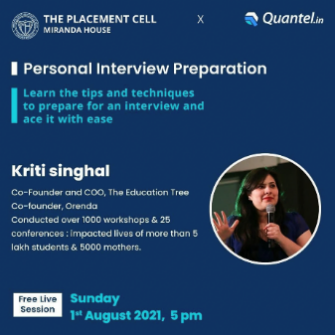 THE PLACEMENT CELL
MIRANDA HOUSE
X
Quantel.in
Personal Interview Preparation
Learn the tips and techniques
to prepare for an interview and
ace it with ease
Kriti singhal
Co-Founder and COO, The Education Tree
Co-founder, Orenda
Conducted over 1000 workshops & 25
conferences : impacted lives of more than 5
lakh students & 5000 mothers.
Free Live
Session
Sunday
1st August 2021, 5 pm